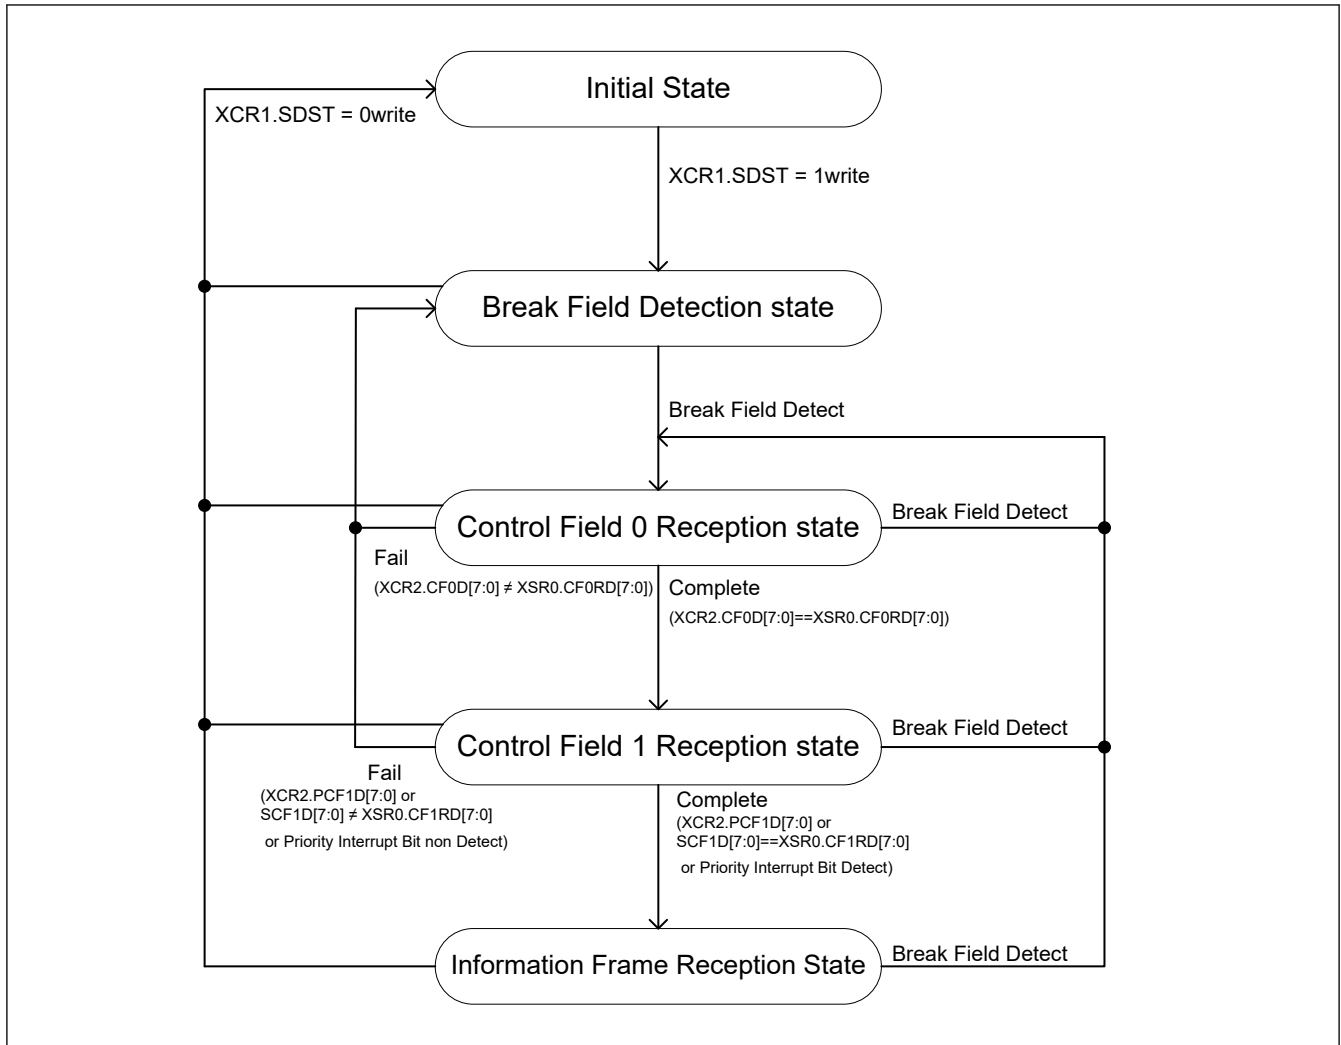 Initial State
XCR1.SDST = 0write
XCR1.SDST = 1write
Break Field Detection state
Break Field Detect
Control Field 0 Reception state
Break Field Detect
Fail
(XCR2.CF0D[7:0] ≠ XSR0.CF0RD[7:0])
Complete
(XCR2.CF0D[7:0]==XSR0.CF0RD[7:0])
Control Field 1 Reception state
Break Field Detect
Fail
(XCR2.PCF1D[7:0] or
SCF1D[7:0] ≠ XSR0.CF1RD[7:0]
or Priority Interrupt Bit non Detect)
Complete
(XCR2.PCF1D[7:0] or
SCF1D[7:0]==XSR0.CF1RD[7:0]
or Priority Interrupt Bit Detect)
Information Frame Reception State
Break Field Detect